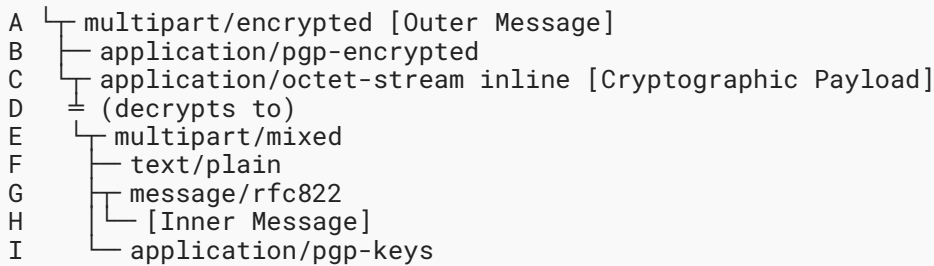 A └┬ multipart/encrypted [Outer Message]
B  ├─ application/pgp-encrypted
C  └┬ application/octet-stream inline [Cryptographic Payload]
D   ╧ (decrypts to)
E   └┬ multipart/mixed
F    ├─ text/plain
G    ├┬ message/rfc822
H    │└─ [Inner Message]
I    └─ application/pgp-keys